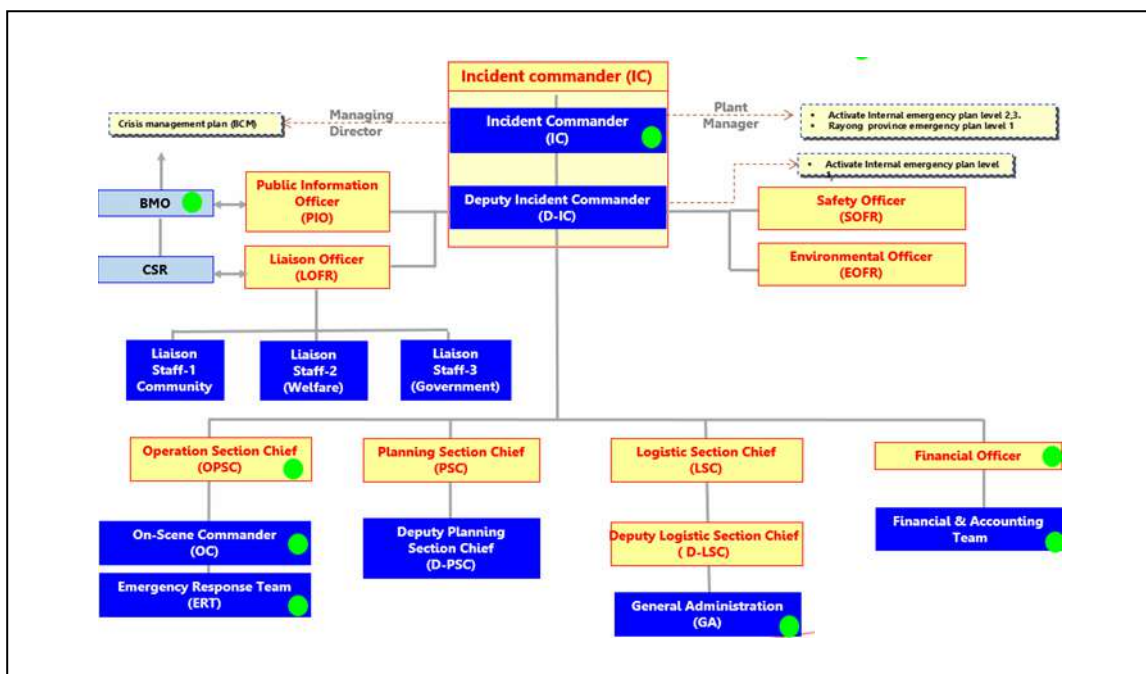 Incident commander (IC)
Managing
Director
Plant
Manager
Crisis management plan (BCM)
Incident Commander
(IC)
• Activate Internal emergency plan level 2,3.
• Rayong province emergency plan level 1
• Activate Internal emergency plan level
BMO
Public Information
Officer
(PIO)
Deputy Incident Commander
(D-IC)
Safety Officer
(SOFR)
CSR
Liaison Officer
(LOFR)
Environmental Officer
(EOFR)
Liaison
Staff-1
Community
Liaison
Staff-2
(Welfare)
Liaison
Staff-3
(Government)
Operation Section Chief
(OPSC)
Planning Section Chief
(PSC)
Logistic Section Chief
(LSC)
Financial Officer
On-Scene Commander
(OC)
Deputy Planning
Section Chief
(D-PSC)
Deputy Logistic Section Chief
( D-LSC)
Financial & Accounting
Team
Emergency Response Team
(ERT)
General Administration
(GA)